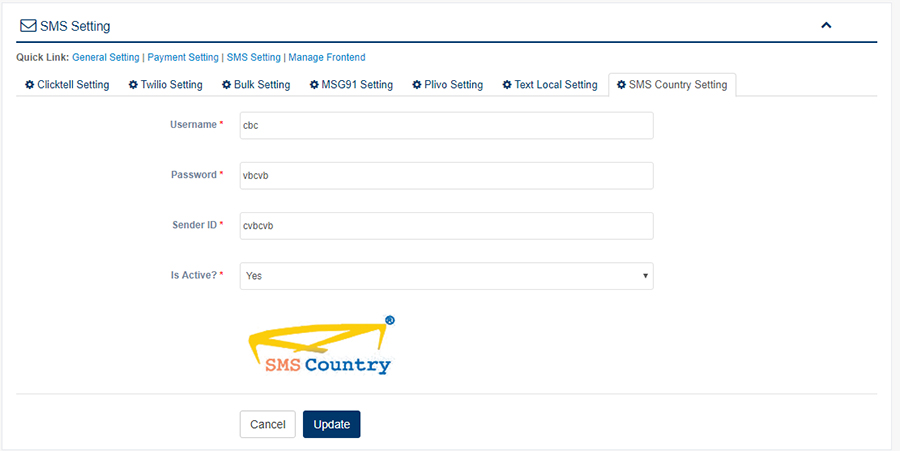 SMS Setting
Quick Link: General Setting | Payment Setting | SMS Setting | Manage Frontend
Clicktell Setting Twilio Setting Bulk Setting MSG91 Setting Plivo Setting Text Local Setting SMS Country Setting
Username * cbc
Password * vbcvb
Sender ID * cvbcvb
Is Active? * Yes
®
SMS Country
Cancel Update